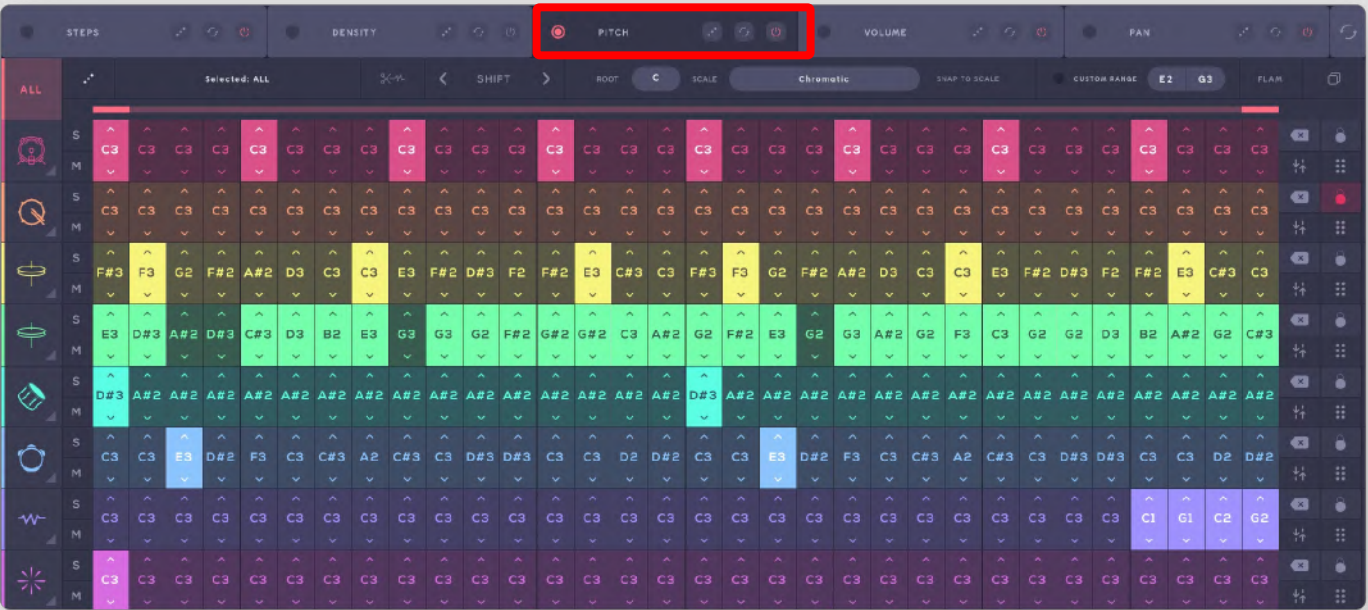 STEPS DENSITY PITCH VOLUME PAN
ALL Selected: ALL SHIFT ROOT C SCALE Chromatic SNAP TO SCALE CUSTOM RANGE E2 G3 FLAM
S
C3 C3 C3 C3 C3 C3 C3 C3 C3 C3 C3 C3 C3 C3 C3 C3 C3 C3 C3 C3 C3 C3 C3 C3 C3 C3 C3 C3 C3 C3 C3 C3
M
S
C3 C3 C3 C3 C3 C3 C3 C3 C3 C3 C3 C3 C3 C3 C3 C3 C3 C3 C3 C3 C3 C3 C3 C3 C3 C3 C3 C3 C3 C3 C3 C3
M
S
F#3 F3 G2 F#2 A#2 D3 C3 C3 E3 F#2 D#3 F2 F#2 E3 C#3 C3 F#3 F3 G2 F#2 A#2 D3 C3 C3 E3 F#2 D#3 F2 F#2 E3 C#3 C3
M
S
E3 D#3 A#2 D#3 C#3 D3 B2 E3 G3 G3 G2 F#2 G#2 G#2 C3 A#2 G2 F#2 E3 G2 G3 A#2 G2 F3 C3 G2 G2 D3 B2 A#2 G2 C#3
M
S
D#3 A#2 A#2 A#2 A#2 A#2 A#2 A#2 A#2 A#2 A#2 A#2 A#2 A#2 A#2 A#2 D#3 A#2 A#2 A#2 A#2 A#2 A#2 A#2 A#2 A#2 A#2 A#2 A#2 A#2 A#2 A#2
M
S
C3 C3 E3 D#2 F3 C3 C#3 A2 C#3 C3 D#3 D#3 C3 C3 D2 D#2 C3 C3 E3 D#2 F3 C3 C#3 A2 C#3 C3 D#3 D#3 C3 C3 D2 D#2
M
S
C3 C3 C3 C3 C3 C3 C3 C3 C3 C3 C3 C3 C3 C3 C3 C3 C3 C3 C3 C3 C3 C3 C3 C3 C3 C3 C3 C3 C1 G1 C2 G2
M
S
C3 C3 C3 C3 C3 C3 C3 C3 C3 C3 C3 C3 C3 C3 C3 C3 C3 C3 C3 C3 C3 C3 C3 C3 C3 C3 C3 C3 C3 C3 C3 C3
M